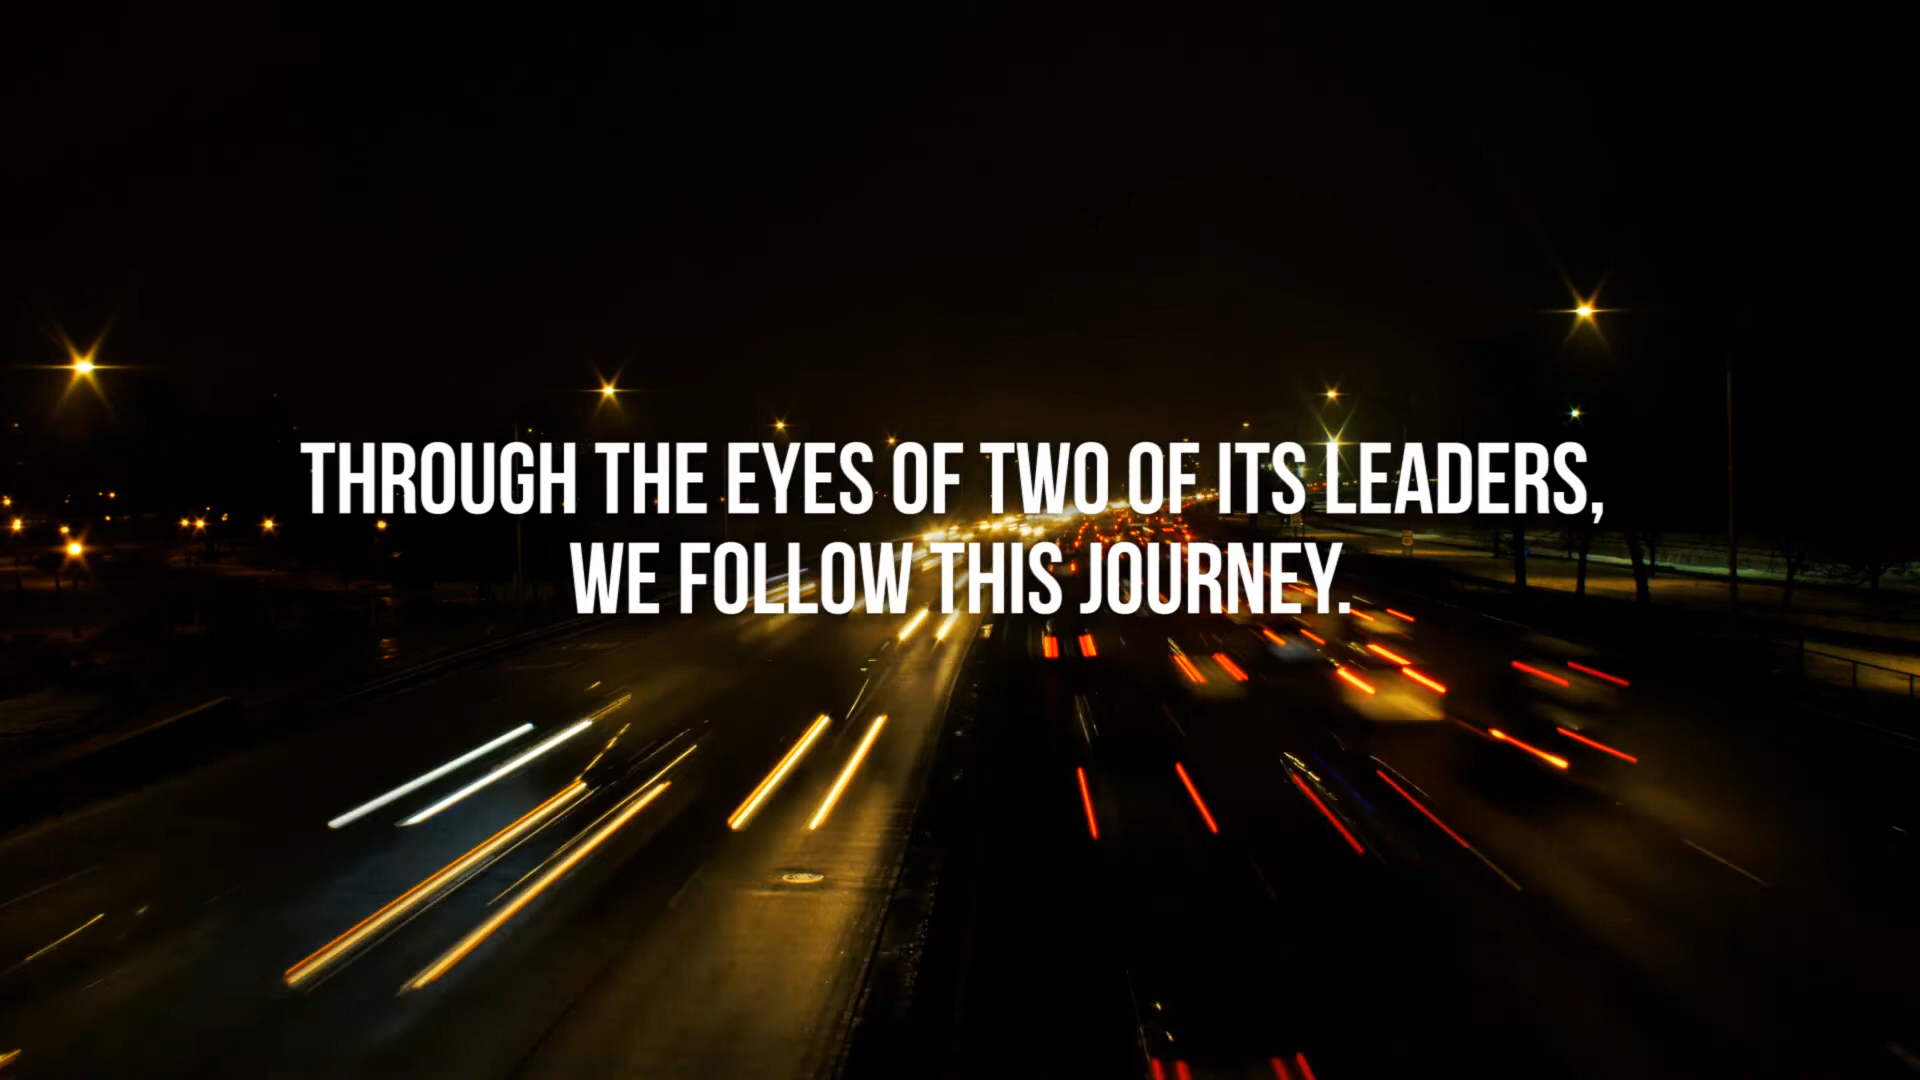 THROUGH THE EYES OF TWO OF ITS LEADERS,
WE FOLLOW THIS JOURNEY.